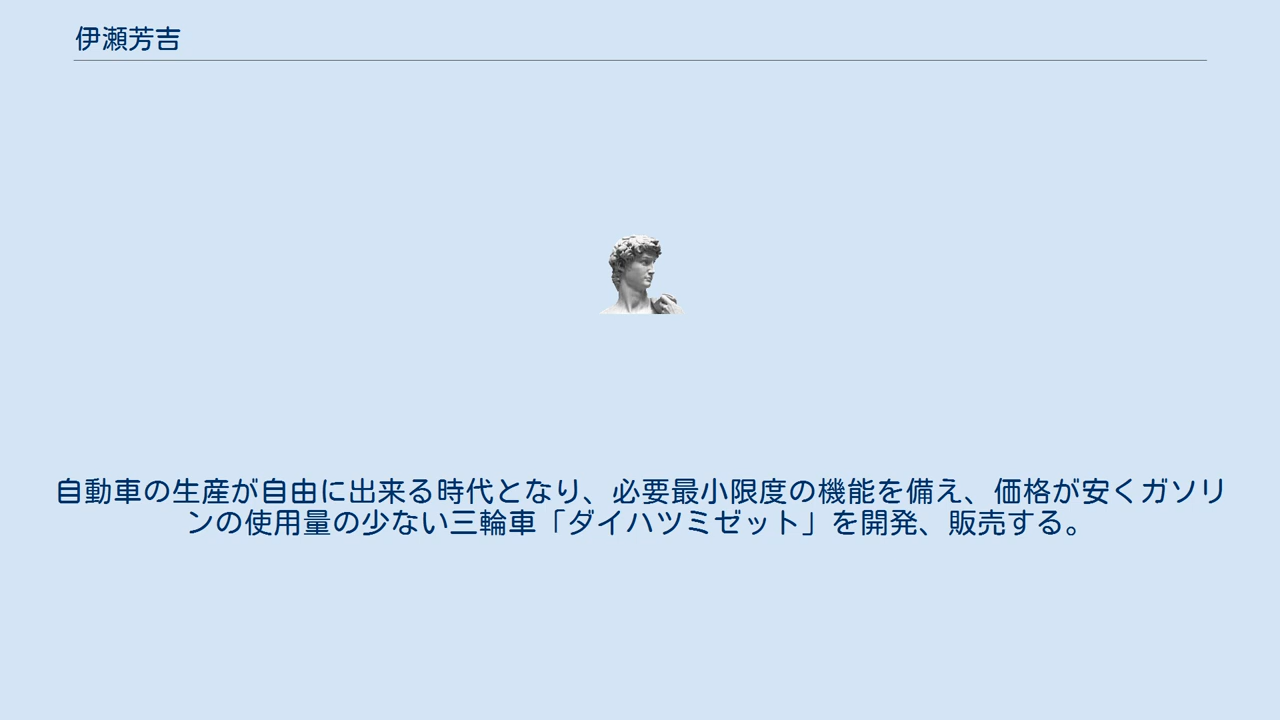 伊瀬芳吉
自動車の生産が自由に出来る時代となり、必要最小限度の機能を備え、価格が安くガソリ
ンの使用量の少ない三輪車「ダイハツミゼット」を開発、販売する。